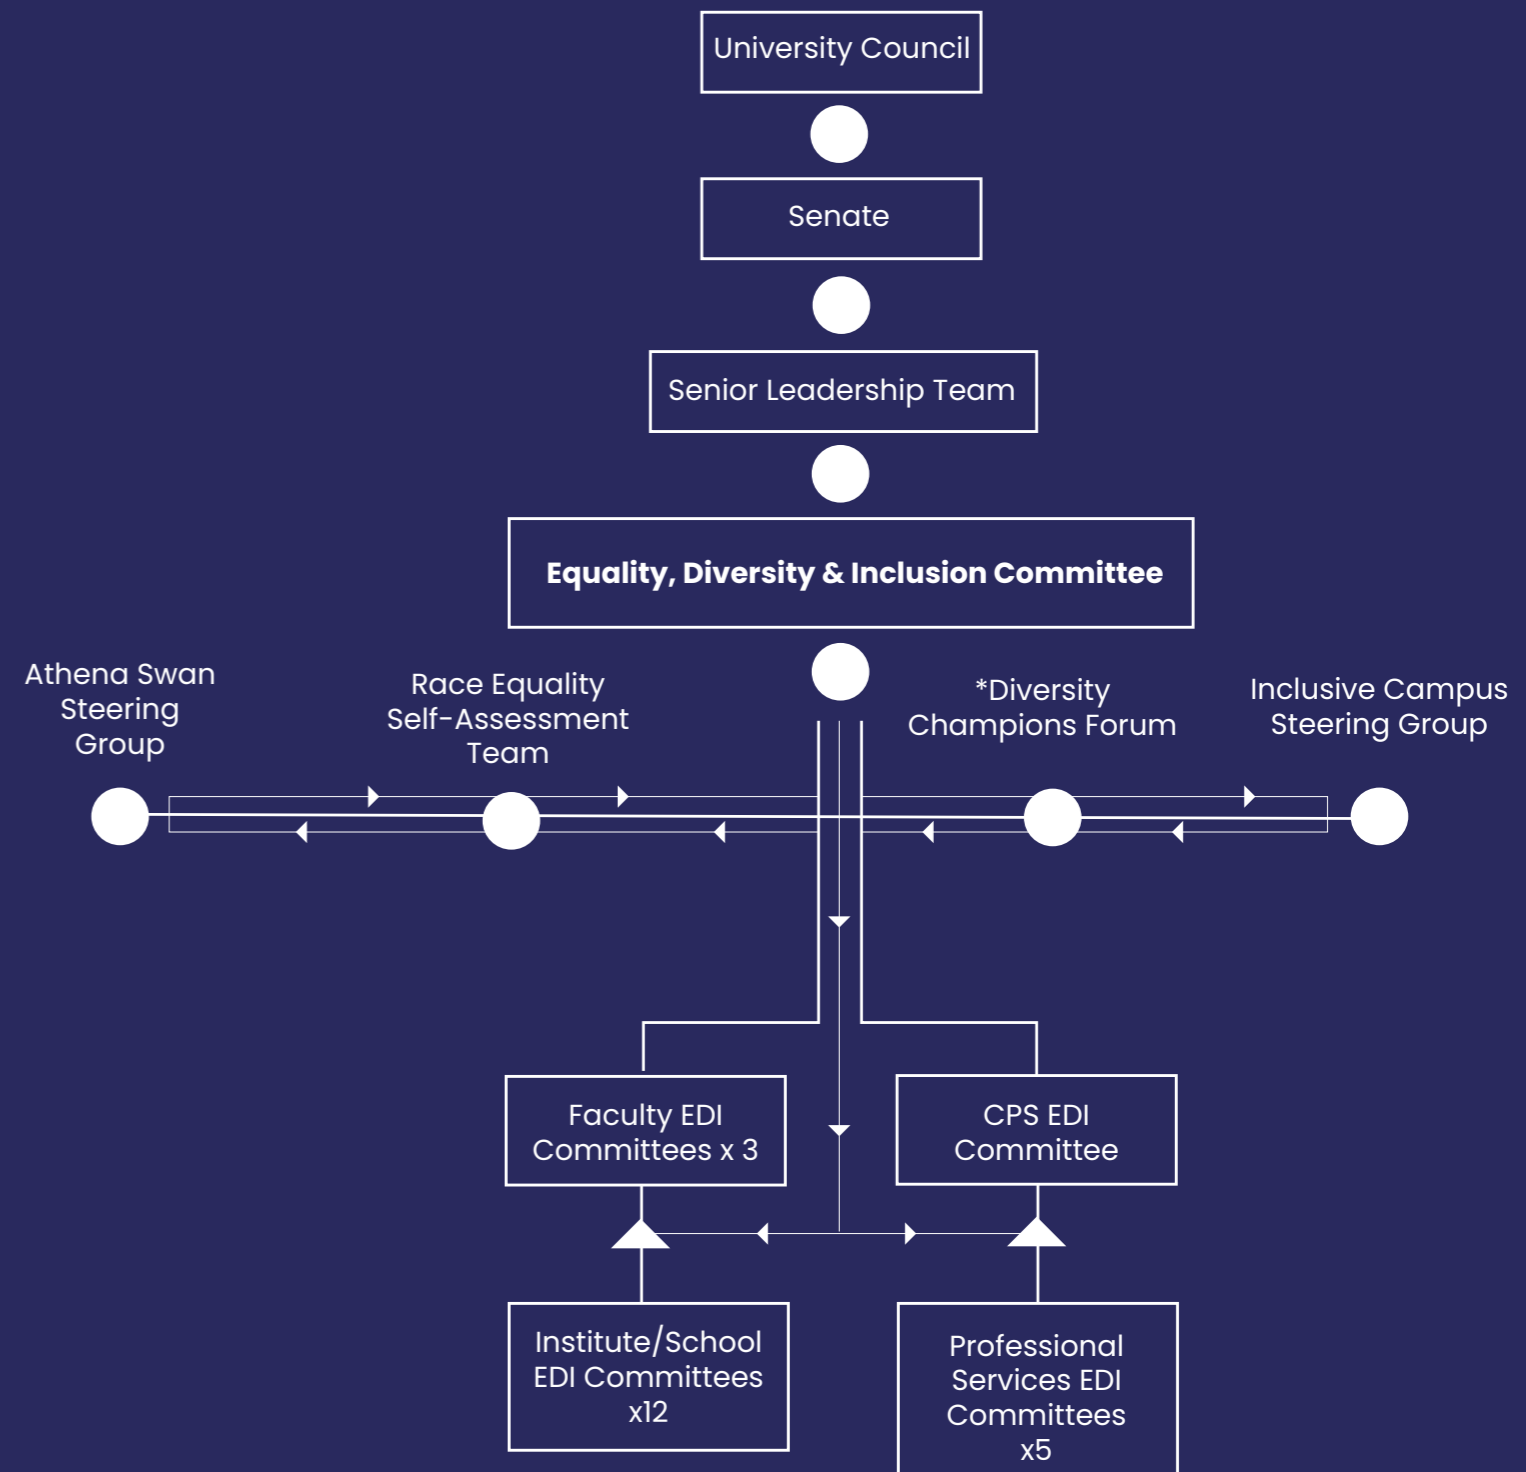 University Council
Senate
Senior Leadership Team
Equality, Diversity & Inclusion Committee
Athena Swan
Steering
Group
Race Equality
Self-Assessment
Team
*Diversity
Champions Forum
Inclusive Campus
Steering Group
Faculty EDI
Committees x 3
CPS EDI
Committee
Institute/School
EDI Committees
x12
Professional
Services EDI
Committees
x5